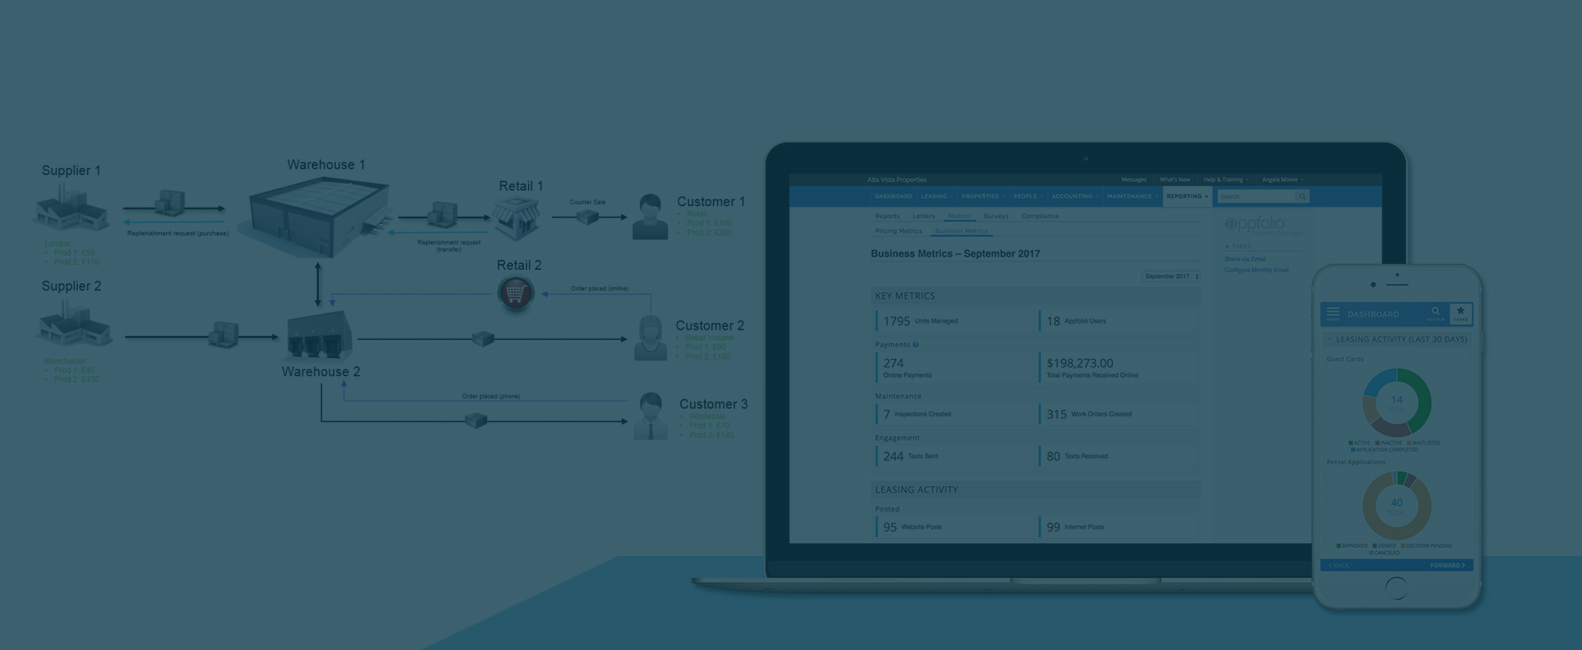 Supplier 1
Replenishment request (purchase)
London
• Prod 1: £50
• Prod 2: £110
Supplier 2
Manchester
• Prod 1: £45
• Prod 2: £100
Warehouse 1
Replenishment request
(transfer)
Warehouse 2
Retail 1
Counter Sale
Retail 2
Order placed (online)
Order placed (phone)
Customer 1
• Retail
• Prod 1: £100
• Prod 2: £200
Customer 2
• Retail Volume
• Prod 1: £90
Customer 3
• Wholesale
• Prod 1: £70
• Prod 2: £140
Alta Vista Properties
Messages What's New Help & Training Angela Moore
DASHBOARD LEASING PROPERTIES PEOPLE ACCOUNTING MAINTENANCE REPORTING Search
Reports Letters Metrics Surveys Compliance
Pricing Metrics Business Metrics
@ppfolio
TASKS
Share via Email
Configure Monthly Email
Business Metrics – September 2017
September 2017
KEY METRICS
1795 Units Managed
18 Appfolio Users
Payments
274
Online Payments
$198,273.00
Total Payments Received Online
Maintenance
7 Inspections Created
315 Work Orders Created
Engagement
244 Texts Sent
80 Texts Received
LEASING ACTIVITY
Posted
95 Website Posts
99 Internet Posts
DASHBOARD
LEASING ACTIVITY (LAST 30 DAYS)
Guest Cards
14
TOTAL
ACTIVE INACTIVE WAITLISTED
APPLICATION COMPLETED
Rental Applications
40
TOTAL
APPROVED DENIED DECISION PENDING
CANCELLED
BACK FORWARD